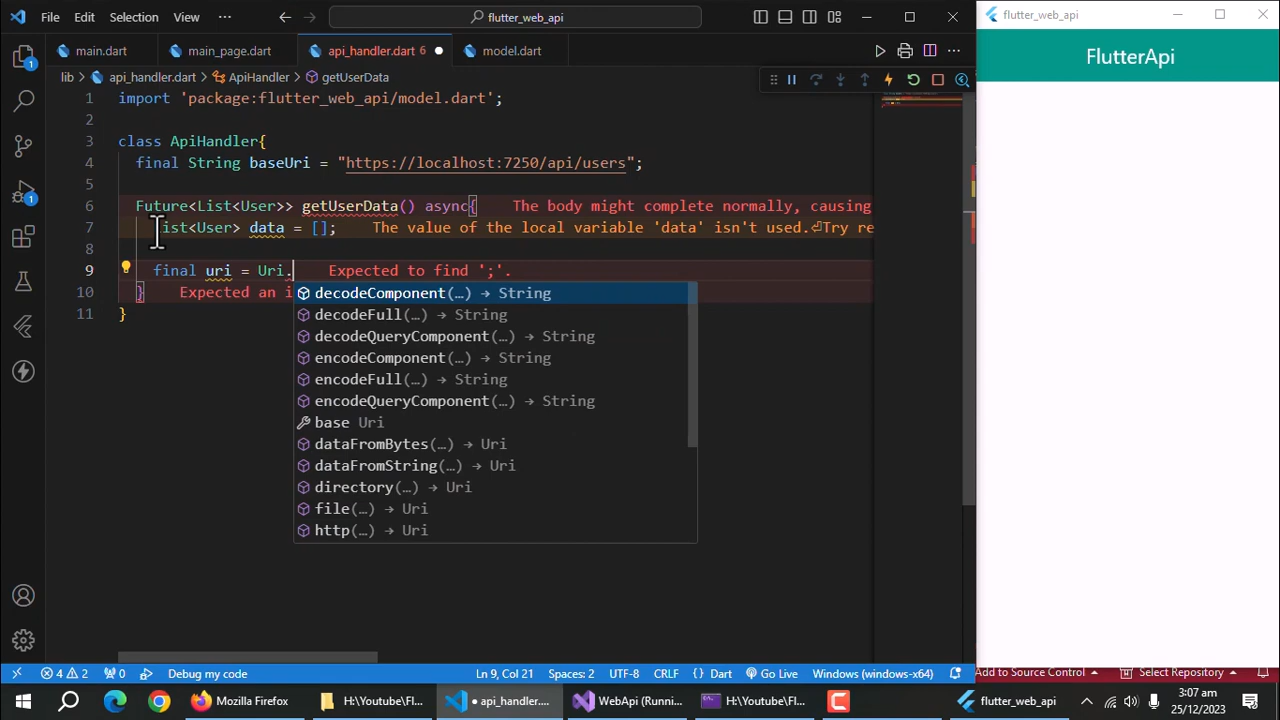 File Edit Selection View ··· flutter_web_api
flutter_web_api
main.dart main_page.dart api_handler.dart 6 model.dart
FlutterApi
lib > api_handler.dart > ApiHandler > getUserData
1 import 'package:flutter_web_api/model.dart';
2
3 class ApiHandler{
4 final String baseUri = "https://localhost:7250/api/users";
5
6 Future<List<User>> getUserData() async{ The body might complete normally, causing
7 List<User> data = []; The value of the local variable 'data' isn't used.⏎Try re
8
9 final uri = Uri. Expected to find ';'.
10 } Expected an i
11 }
decodeComponent(…) → String
decodeFull(…) → String
decodeQueryComponent(…) → String
encodeComponent(…) → String
encodeFull(…) → String
encodeQueryComponent(…) → String
base Uri
dataFromBytes(…) → Uri
dataFromString(…) → Uri
directory(…) → Uri
file(…) → Uri
http(…) → Uri
1
1
4 2 0 Debug my code Ln 9, Col 21 Spaces: 2 UTF-8 CRLF {} Dart Go Live Windows (windows-x64)
Add to Source Control Select Repository
Mozilla Firefox H:\Youtube\Fl... ● api_handler.... WebApi (Runnin... H:\Youtube\Fl... flutter_web_api 3:07 am
25/12/2023